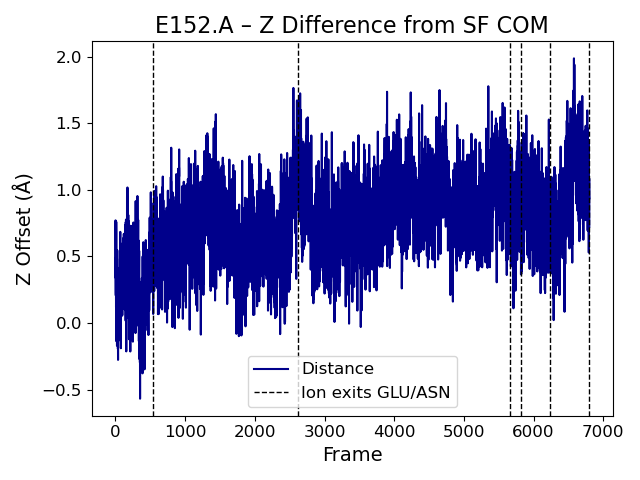 E152.A – Z Difference from SF COM
2.0
1.5
1.0
0.5
0.0
−0.5
Z Offset (Å)
Distance
Ion exits GLU/ASN
0 1000 2000 3000 4000 5000 6000 7000
Frame